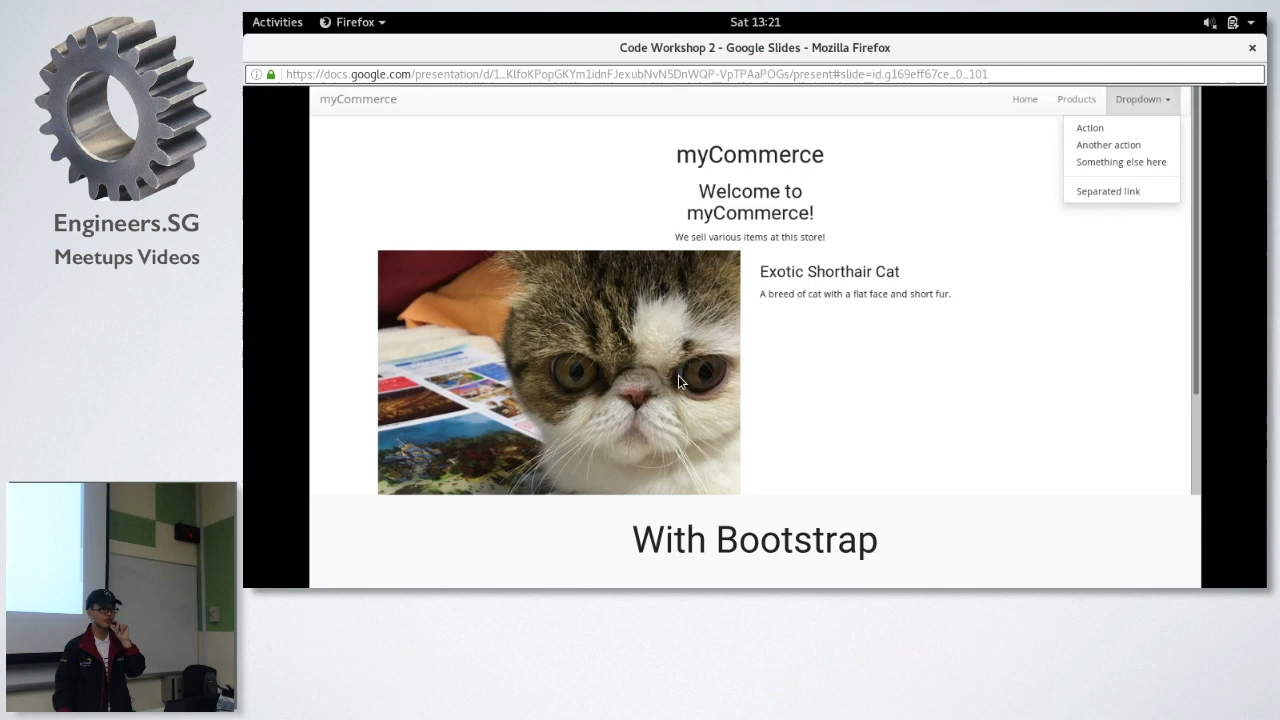 Activities
Firefox
Sat 13:21
Code Workshop 2 - Google Slides - Mozilla Firefox
https://docs.google.com/presentation/d/1…KlfoKPopGKYm1idnFJexubNvN5DnWQP-VpTPAaPOGs/present#slide=id.g169eff67ce_0_101
myCommerce
Home
Products
Dropdown
Action
Another action
Something else here
Separated link
myCommerce
Welcome to
myCommerce!
We sell various items at this store!
Exotic Shorthair Cat
A breed of cat with a flat face and short fur.
With Bootstrap
Engineers.SG
Meetups Videos